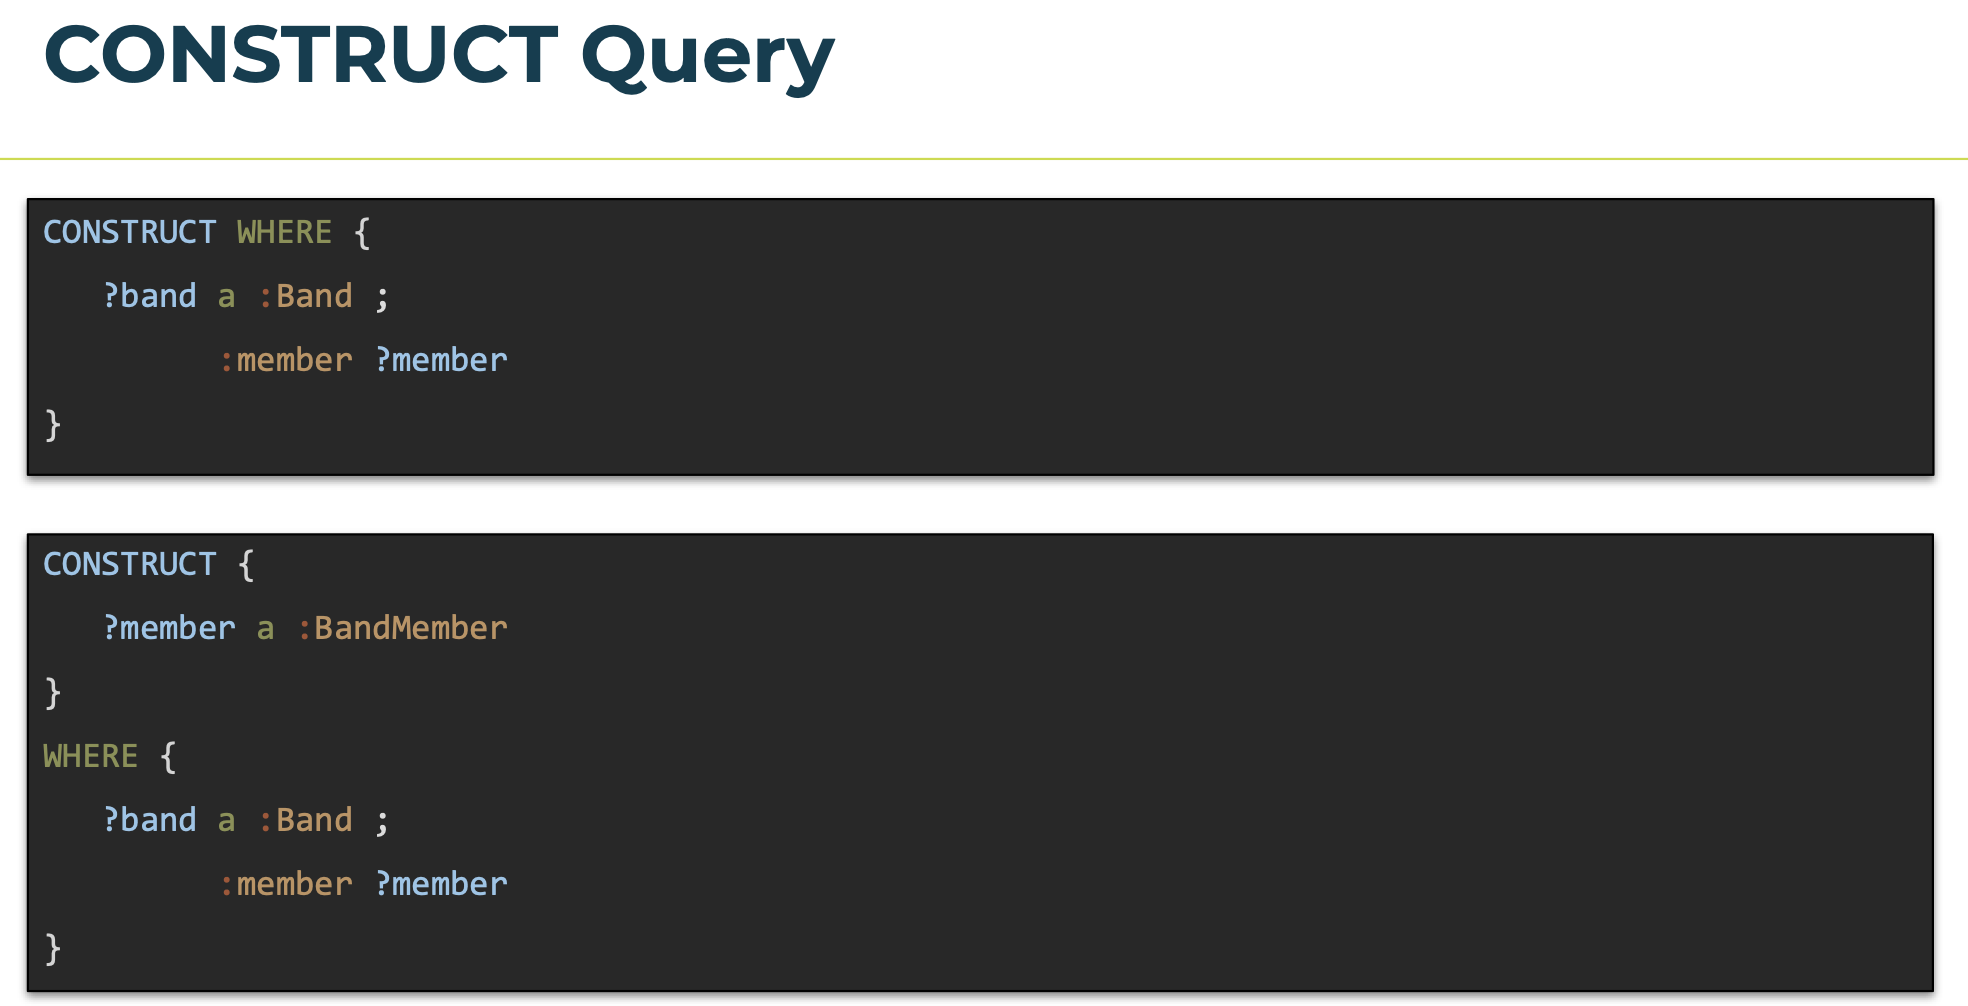 CONSTRUCT Query
CONSTRUCT WHERE {
?band a :Band ;
:member ?member
}
CONSTRUCT {
?member a :BandMember
}
WHERE {
?band a :Band ;
:member ?member
}